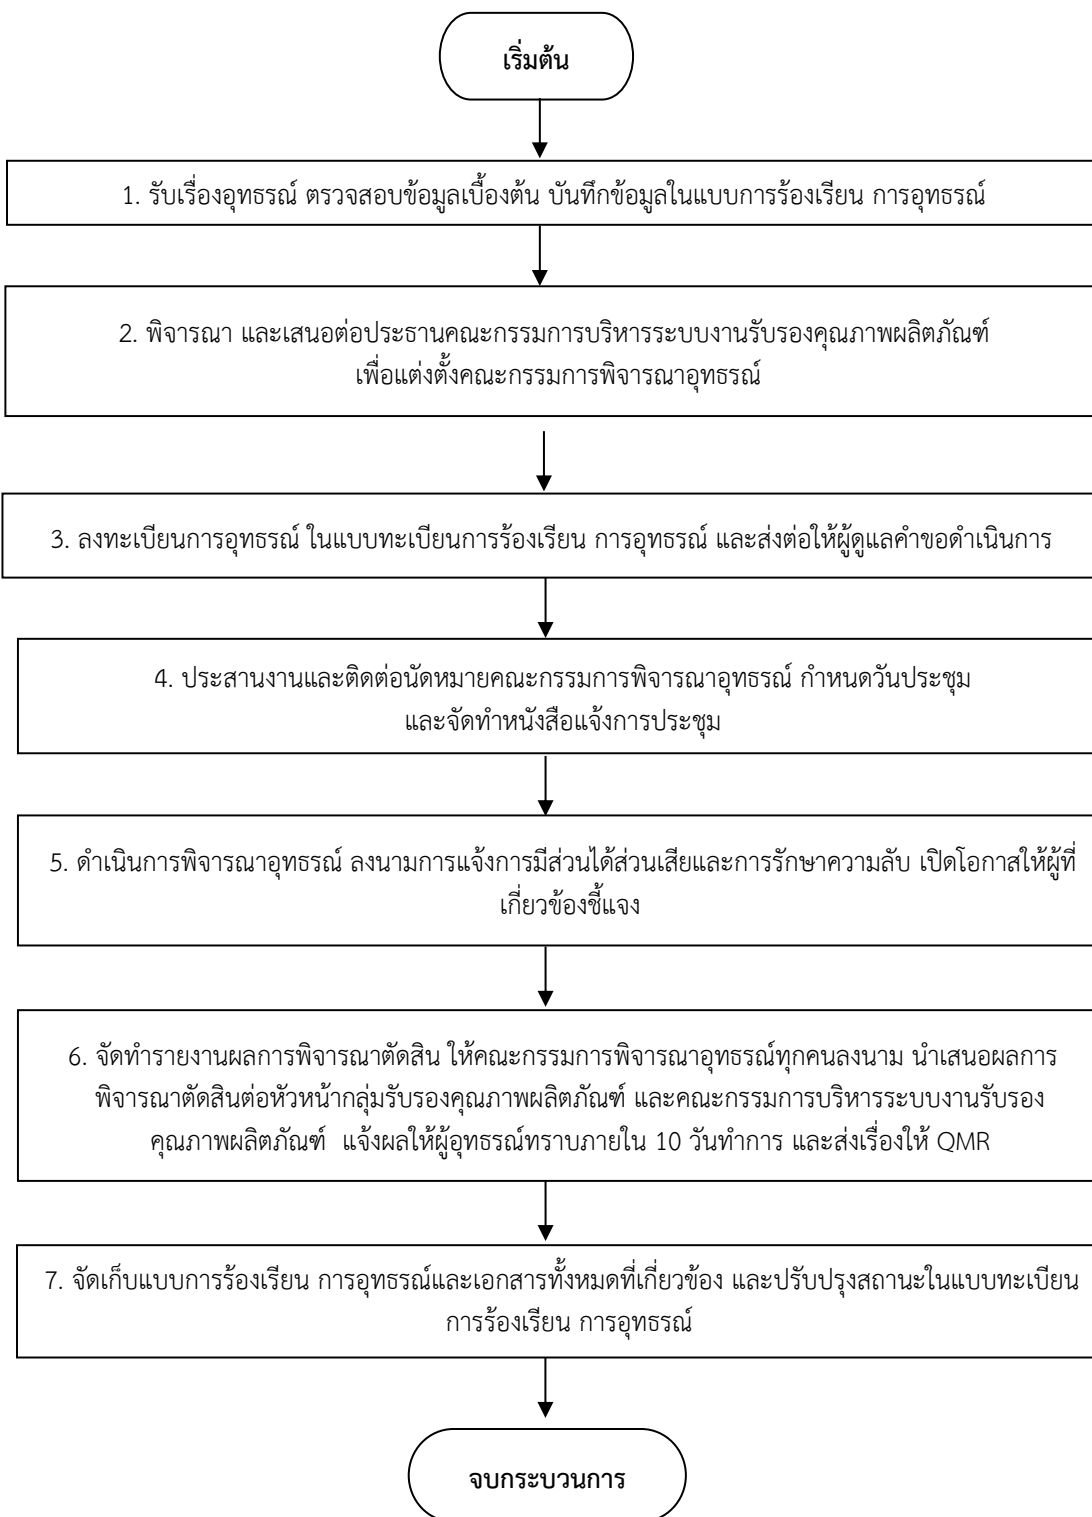 เริ่มต้น
1. รับเรื่องอุทธรณ์ ตรวจสอบข้อมูลเบื้องต้น บันทึกข้อมูลในแบบการร้องเรียน การอุทธรณ์
2. พิจารณา และเสนอต่อประธานคณะกรรมการบริหารระบบงานรับรองคุณภาพผลิตภัณฑ์
เพื่อแต่งตั้งคณะกรรมการพิจารณาอุทธรณ์
3. ลงทะเบียนการอุทธรณ์ ในแบบทะเบียนการร้องเรียน การอุทธรณ์ และส่งต่อให้ผู้ดูแลคำขอดำเนินการ
4. ประสานงานและติดต่อนัดหมายคณะกรรมการพิจารณาอุทธรณ์ กำหนดวันประชุม
และจัดทำหนังสือแจ้งการประชุม
5. ดำเนินการพิจารณาอุทธรณ์ ลงนามการแจ้งการมีส่วนได้ส่วนเสียและการรักษาความลับ เปิดโอกาสให้ผู้ที่
เกี่ยวข้องชี้แจง
6. จัดทำรายงานผลการพิจารณาตัดสิน ให้คณะกรรมการพิจารณาอุทธรณ์ทุกคนลงนาม นำเสนอผลการ
พิจารณาตัดสินต่อหัวหน้ากลุ่มรับรองคุณภาพผลิตภัณฑ์ และคณะกรรมการบริหารระบบงานรับรอง
คุณภาพผลิตภัณฑ์ แจ้งผลให้ผู้อุทธรณ์ทราบภายใน 10 วันทำการ และส่งเรื่องให้ QMR
7. จัดเก็บแบบการร้องเรียน การอุทธรณ์และเอกสารทั้งหมดที่เกี่ยวข้อง และปรับปรุงสถานะในแบบทะเบียน
การร้องเรียน การอุทธรณ์
จบกระบวนการ